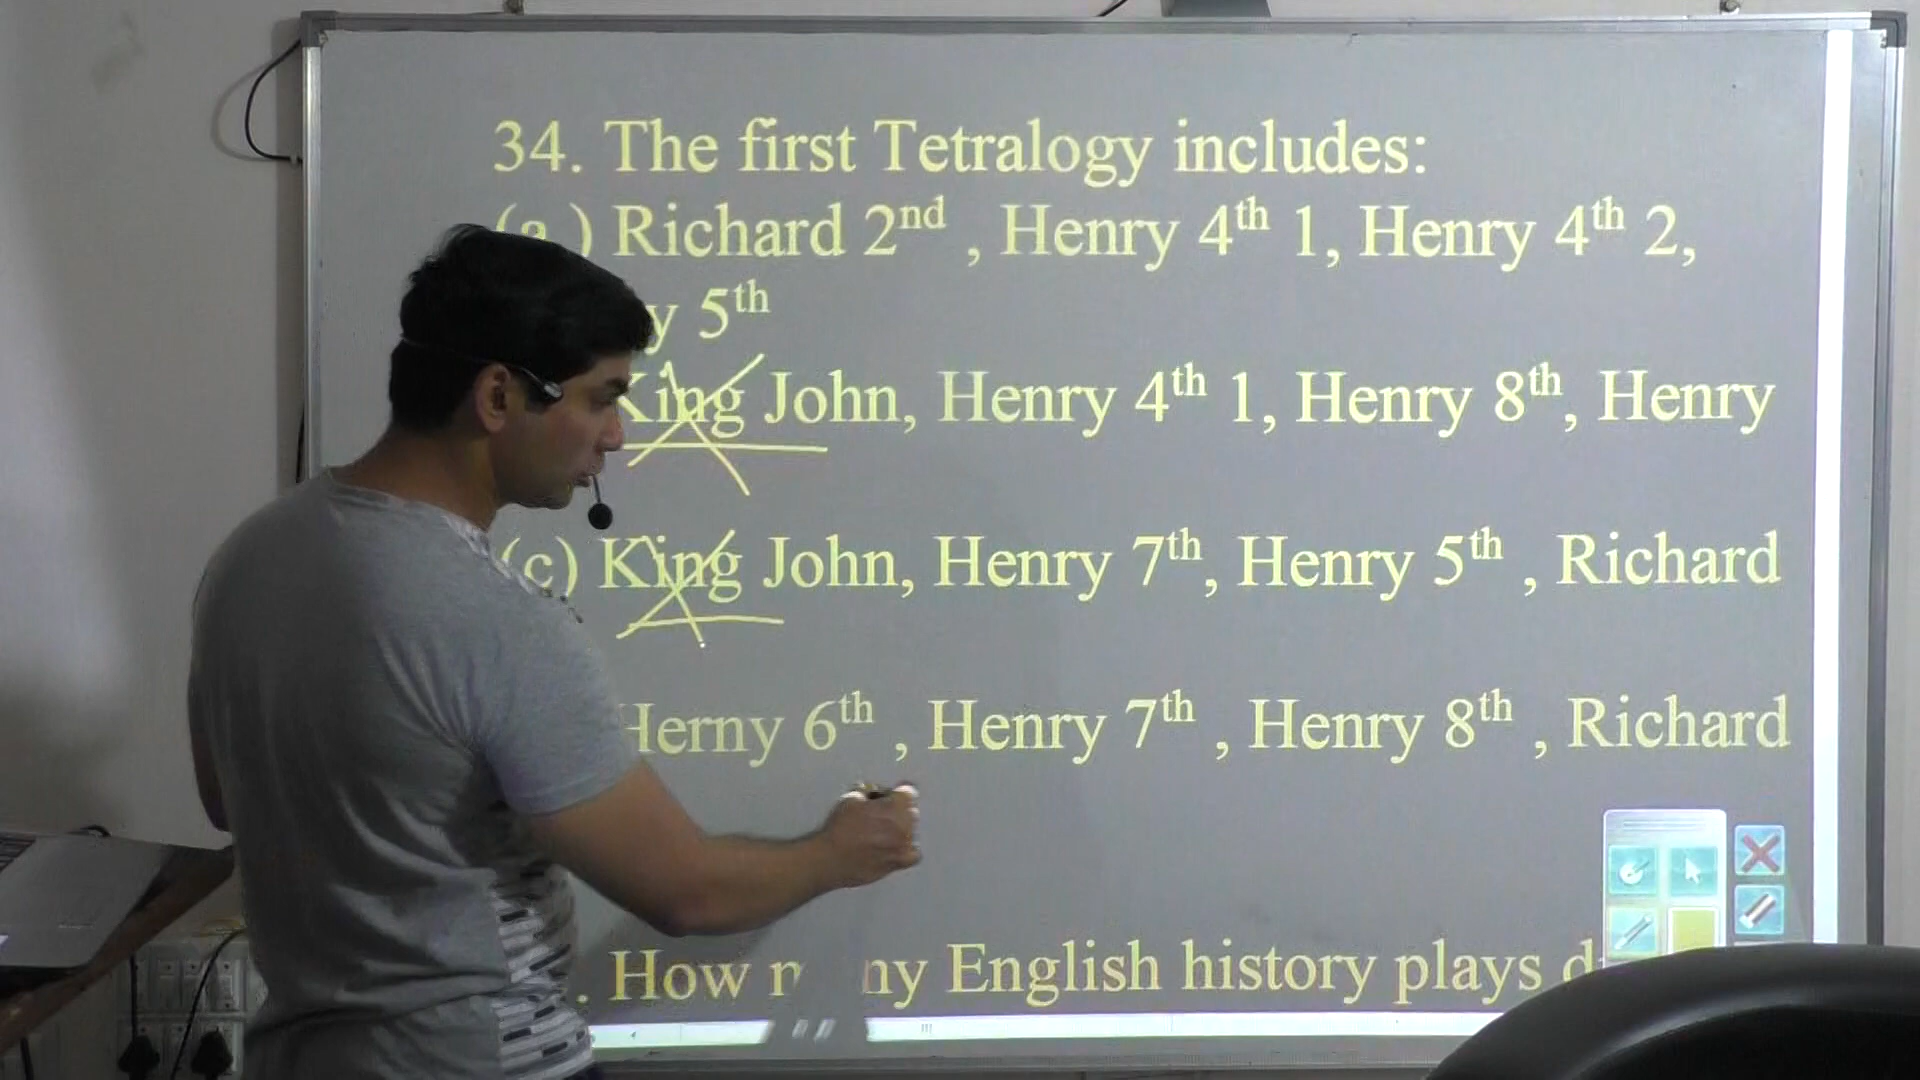 34. The first Tetralogy includes:
(a ) Richard 2nd , Henry 4th 1, Henry 4th 2,
y 5th
King John, Henry 4th 1, Henry 8th, Henry
(c) King John, Henry 7th, Henry 5th , Richard
Herny 6th , Henry 7th , Henry 8th , Richard
. How many English history plays